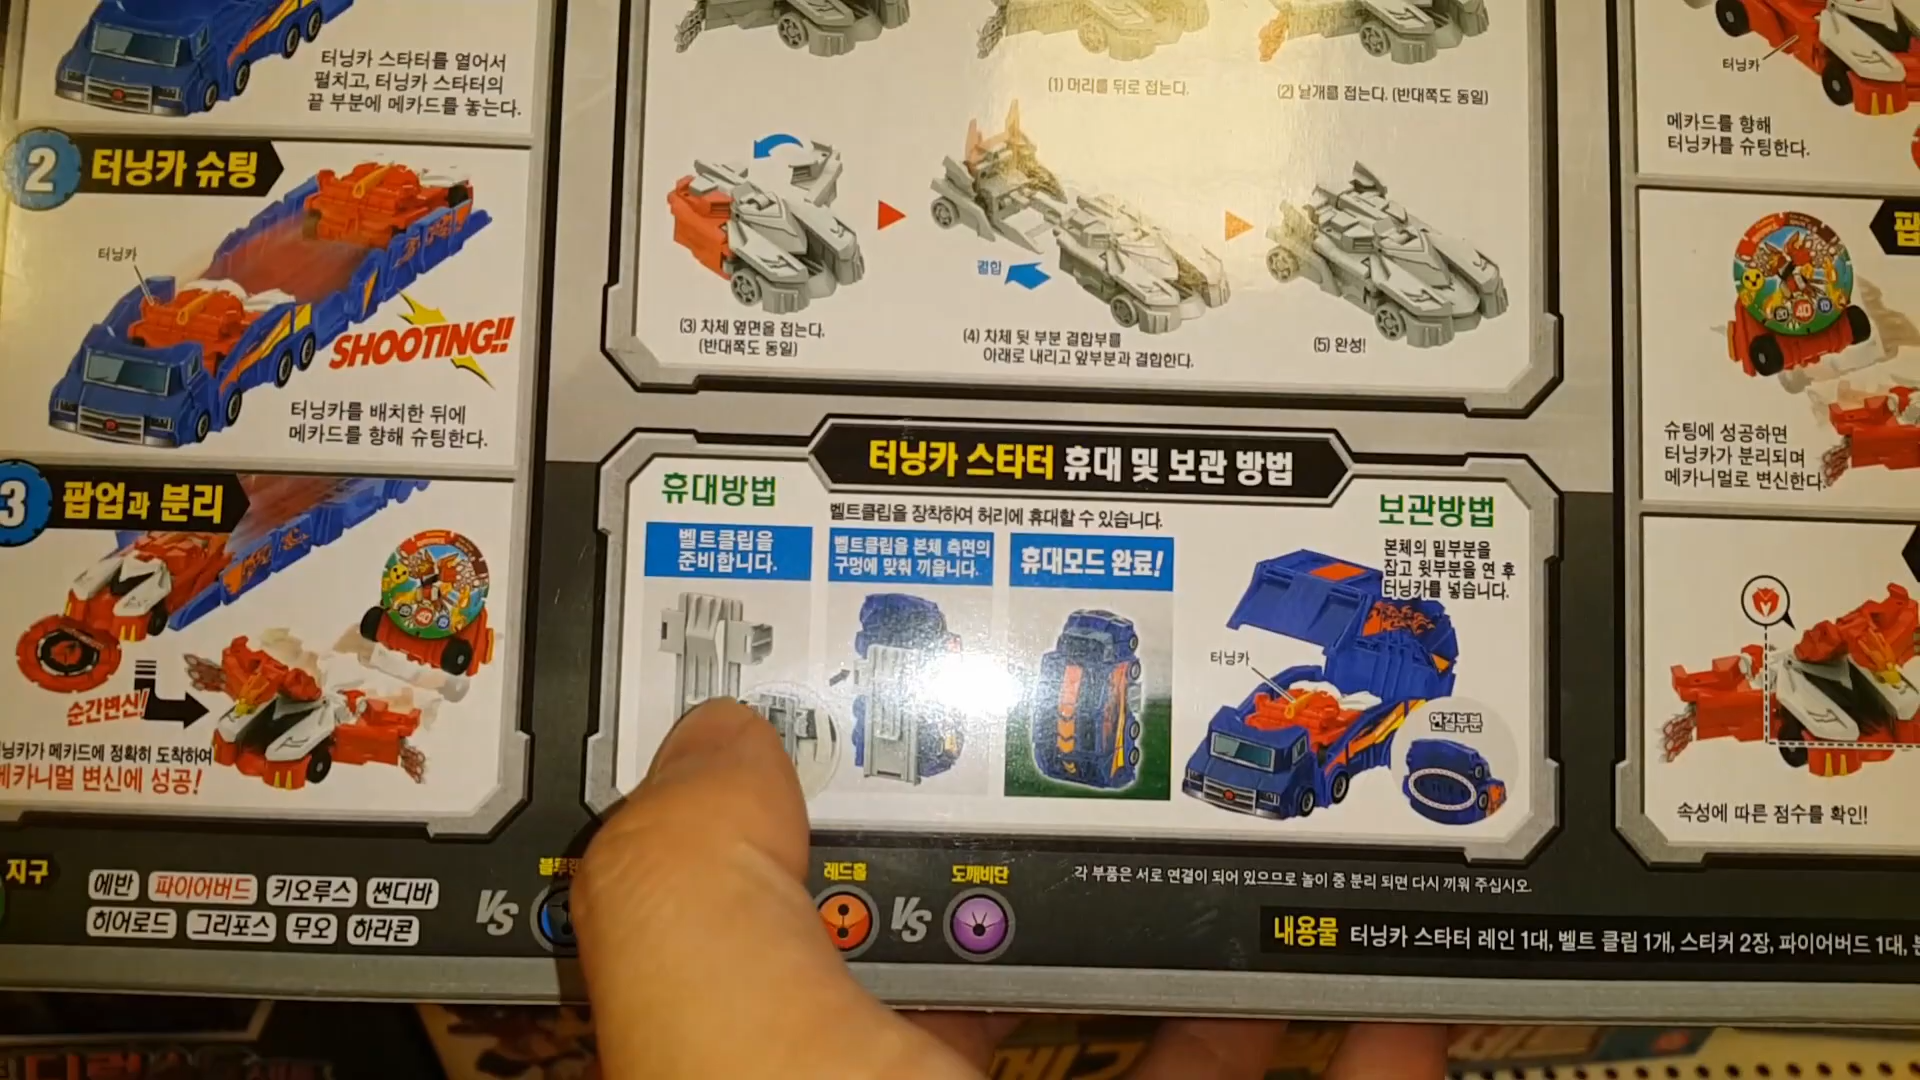 터닝카 스타터를 열어서
펼치고, 터닝카 스타터의
끝 부분에 메카드를 놓는다.
2 터닝카 슈팅
터닝카
SHOOTING!!
터닝카를 배치한 뒤에
메카드를 향해 슈팅한다.
3 팝업과 분리
순간변신!
닝카가 메카드에 정확히 도착하여
메카니멀 변신에 성공!
(1) 머리를 뒤로 접는다.
(2) 날개를 접는다. (반대쪽도 동일)
(3) 차체 옆면을 접는다.
(반대쪽도 동일)
결합
(4) 차체 뒷 부분 결합부를
아래로 내리고 앞부분과 결합한다.
(5) 완성!
터닝카 스타터 휴대 및 보관 방법
휴대방법
벨트클립을 장착하여 허리에 휴대할 수 있습니다.
벨트클립을
준비합니다.
벨트클립을 본체 측면의
구멍에 맞춰 끼웁니다.
휴대모드 완료!
보관방법
본체의 밑부분을
잡고 윗부분을 연 후
터닝카를 넣습니다.
터닝카
연결부분
터닝카
메카드를 향해
터닝카를 슈팅한다.
팝
슈팅에 성공하면
터닝카가 분리되며
메카니멀로 변신한다.
속성에 따른 점수를 확인!
지구
에반 파이어버드 키오루스 썬디바
히어로드 그리포스 무오 하라콘
VS
블루랜
레드홀
VS
도깨비단
각 부품은 서로 연결이 되어 있으므로 놀이 중 분리 되면 다시 끼워 주십시오.
내용물 터닝카 스타터 레인 1대, 벨트 클립 1개, 스티커 2장, 파이어버드 1대,